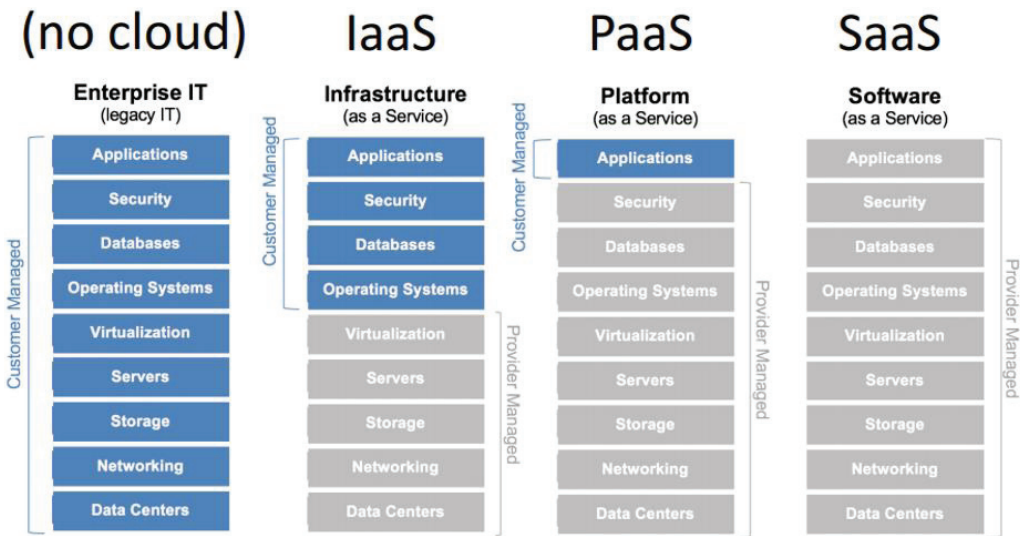 (no cloud)
IaaS
PaaS
SaaS
Enterprise IT
(legacy IT)
Customer Managed
Applications
Security
Databases
Operating Systems
Virtualization
Servers
Storage
Networking
Data Centers
Infrastructure
(as a Service)
Customer Managed
Applications
Security
Databases
Operating Systems
Virtualization
Servers
Storage
Networking
Data Centers
Provider Managed
Platform
(as a Service)
Customer Managed
Applications
Security
Databases
Operating Systems
Virtualization
Servers
Storage
Networking
Data Centers
Provider Managed
Software
(as a Service)
Applications
Security
Databases
Operating Systems
Virtualization
Servers
Storage
Networking
Data Centers
Provider Managed